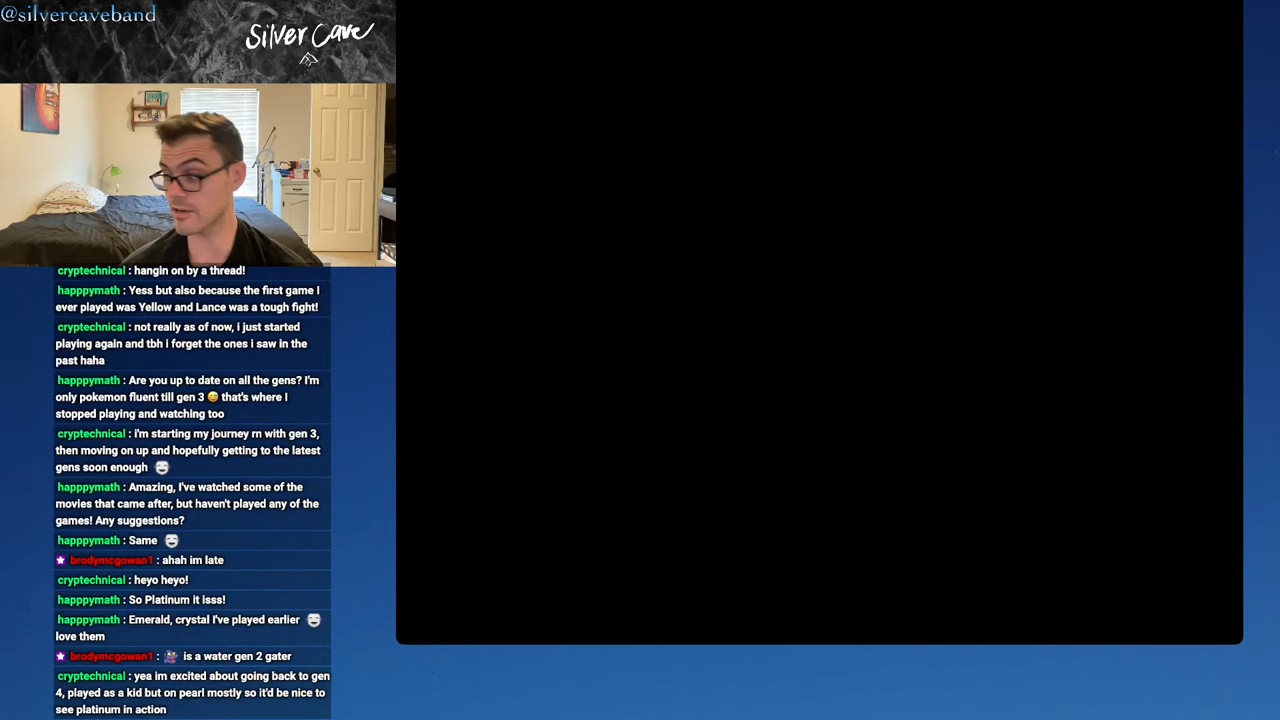 @silvercaveband
Silver Cave
cryptechnical : hangin on by a thread!
happpymath : Yess but also because the first game I
ever played was Yellow and Lance was a tough fight!
cryptechnical : not really as of now, i just started
playing again and tbh i forget the ones i saw in the
past haha
happpymath : Are you up to date on all the gens? I'm
only pokemon fluent till gen 3 😅 that's where I
stopped playing and watching too
cryptechnical : i'm starting my journey rn with gen 3,
then moving on up and hopefully getting to the latest
gens soon enough
happpymath : Amazing, I've watched some of the
movies that came after, but haven't played any of the
games! Any suggestions?
happpymath : Same
brodymcgowan1 : ahah im late
cryptechnical : heyo heyo!
happpymath : So Platinum it isss!
happpymath : Emerald, crystal I've played earlier
love them
brodymcgowan1 : is a water gen 2 gater
cryptechnical : yea im excited about going back to gen
4, played as a kid but on pearl mostly so it'd be nice to
see platinum in action